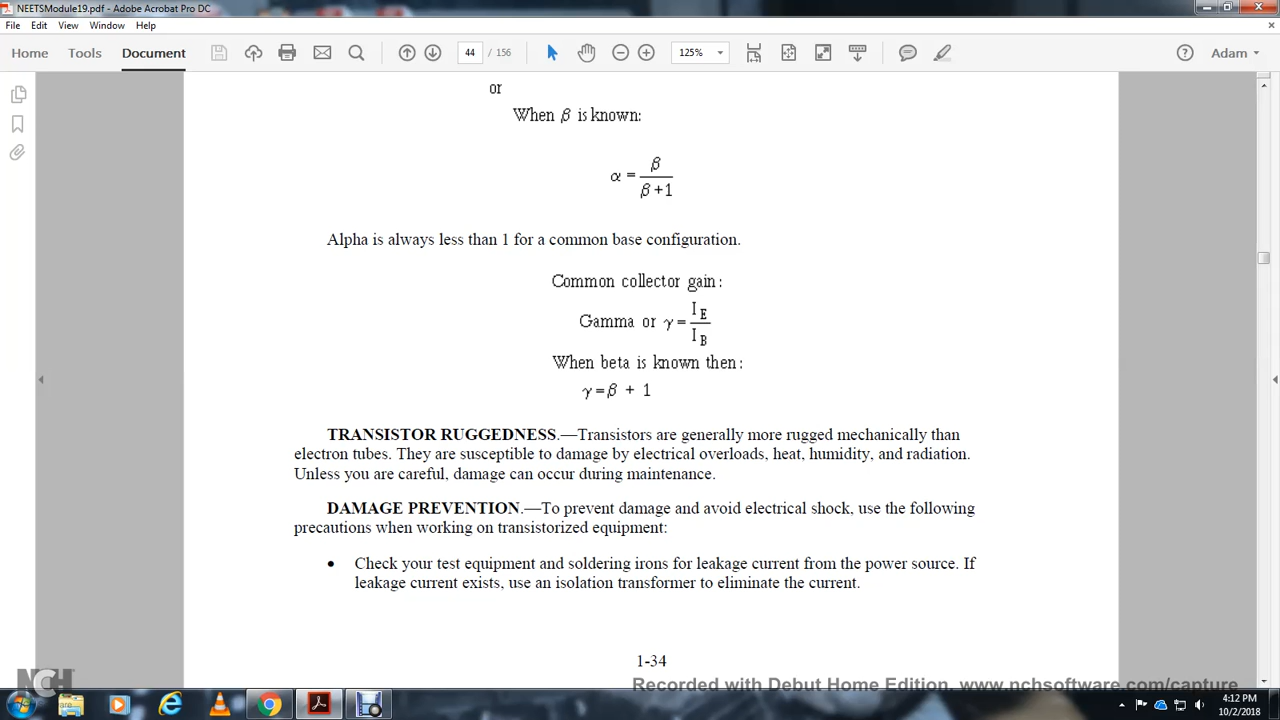 NEETSModule19.pdf - Adobe Acrobat Pro DC
File Edit View Window Help
Home Tools Document 44 / 156 125% Adam
or
When β is known:
α = β / β + 1
Alpha is always less than 1 for a common base configuration.
Common collector gain:
Gamma or γ = I_E / I_B
When beta is known then:
γ = β + 1
TRANSISTOR RUGGEDNESS.—Transistors are generally more rugged mechanically than
electron tubes. They are susceptible to damage by electrical overloads, heat, humidity, and radiation.
Unless you are careful, damage can occur during maintenance.
DAMAGE PREVENTION.—To prevent damage and avoid electrical shock, use the following
precautions when working on transistorized equipment:
• Check your test equipment and soldering irons for leakage current from the power source. If
leakage current exists, use an isolation transformer to eliminate the current.
1-34
NCH
Recorded with Debut Home Edition. www.nchsoftware.com/capture
4:12 PM
10/2/2018